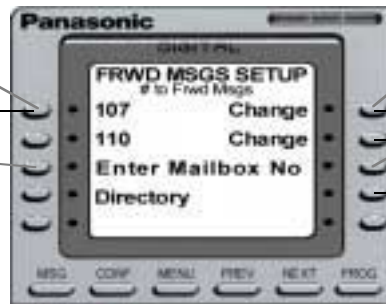 Panasonic
DIGITAL
FRWD MSGS SETUP
# to Frwd Msgs
107 Change
110 Change
Enter Mailbox No
Directory
MSG CONF MENU PREV NEXT PROG